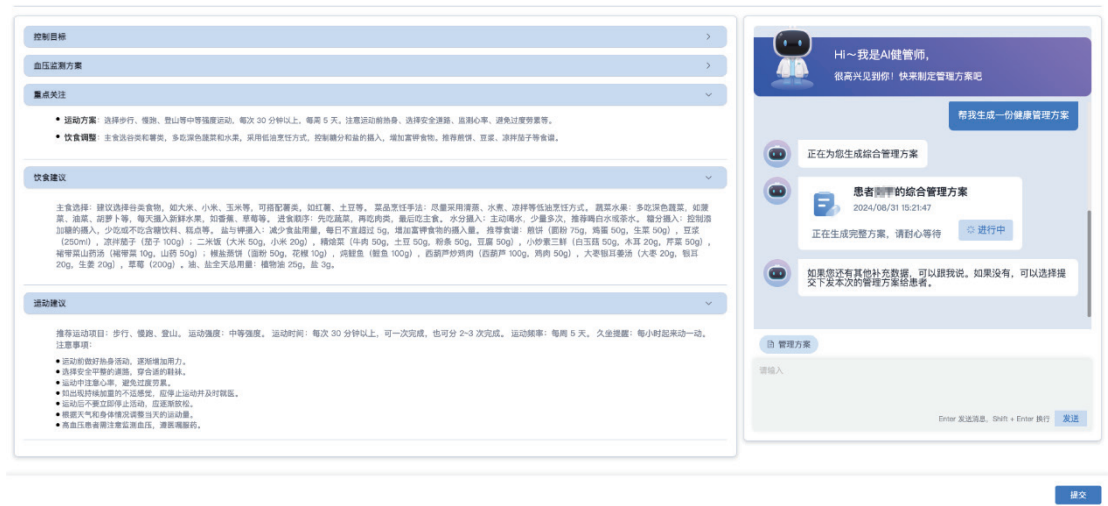 控制目标
血压监测方案
重点关注
• 运动方案：选择步行、慢跑、登山等中等强度运动，每次 30 分钟以上，每周 5 天。注意运动前热身、选择安全道路、监测心率、避免过度劳累等。
• 饮食调整：主食选谷类和薯类，多吃深色蔬菜和水果。采用低油烹饪方式，控制糖分和盐的摄入，增加富钾食物。推荐煎饼、豆浆、凉拌茄子等食谱。
饮食建议
主食选择：建议选择谷类食物，如大米、小米、玉米等，可搭配薯类，如红薯、土豆等。 菜品烹饪手法：尽量采用清蒸、水煮、凉拌等低油烹饪方式。 蔬菜水果：多吃深色蔬菜，如菠
菜、油菜、胡萝卜等，每天摄入新鲜水果，如香蕉、草莓等。 进食顺序：先吃蔬菜，再吃肉类，最后吃主食。 水分摄入：主动喝水、少量多次，推荐喝白水或茶水。 糖分摄入：控制添
加糖的摄入，少吃或不吃含糖饮料、糕点等。 盐与钾摄入：减少食盐用量，每日不宜超过 5g，增加富钾食物的摄入量。 推荐食谱：煎饼（面粉 75g，鸡蛋 50g，生菜 50g），豆浆
（250ml），凉拌茄子（茄子 100g）；二米饭（大米 50g，小米 20g），精烩菜（牛肉 50g，土豆 50g，粉条 50g，豆腐 50g），小炒素三鲜（白玉菇 50g，木耳 20g，芹菜 50g），
裙带菜山药汤（裙带菜 10g，山药 50g）；椒盐蒸饼（面粉 50g，花椒 10g），炖鲤鱼（鲤鱼 100g），西葫芦炒鸡肉（西葫芦 100g，鸡肉 50g），大枣银耳姜汤（大枣 20g，银耳
20g，生姜 20g），草莓（200g）。油、盐全天总用量：植物油 25g，盐 3g。
运动建议
推荐运动项目：步行、慢跑、登山。 运动强度：中等强度。 运动时间：每次 30 分钟以上，可一次完成，也可分 2~3 次完成。 运动频率：每周 5 天。 久坐提醒：每小时起来动一动。
注意事项：
• 运动前做好热身活动，逐渐增加用力。
• 选择安全平整的道路，穿合适的鞋袜。
• 运动中注意心率，避免过度劳累。
• 如出现持续加重的不适感觉，应停止运动并及时就医。
• 运动后不要立即停止活动，应逐渐放松。
• 根据天气和身体情况调整当天的运动量。
• 高血压患者需注意监测血压，遵医嘱服药。
Hi～我是AI健管师，
很高兴见到你！快来制定管理方案吧
帮我生成一份健康管理方案
正在为您生成综合管理方案
患者的综合管理方案
2024/08/31 15:21:47
正在生成完整方案，请耐心等待
进行中
如果您还有其他补充数据，可以跟我说。如果没有，可以选择提
交下发本次的管理方案给患者。
管理方案
请输入
Enter 发送消息，Shift + Enter 换行
发送
提交